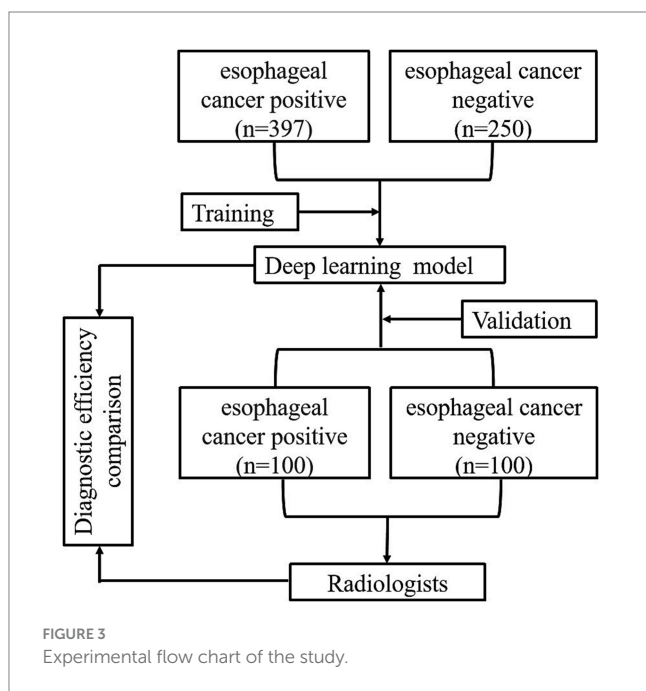 esophageal
cancer positive
(n=397)
esophageal cancer
negative
(n=250)
Training
Deep learning model
Validation
Diagnostic efficiency
comparison
esophageal
cancer positive
(n=100)
esophageal cancer
negative
(n=100)
Radiologists
FIGURE 3
Experimental flow chart of the study.